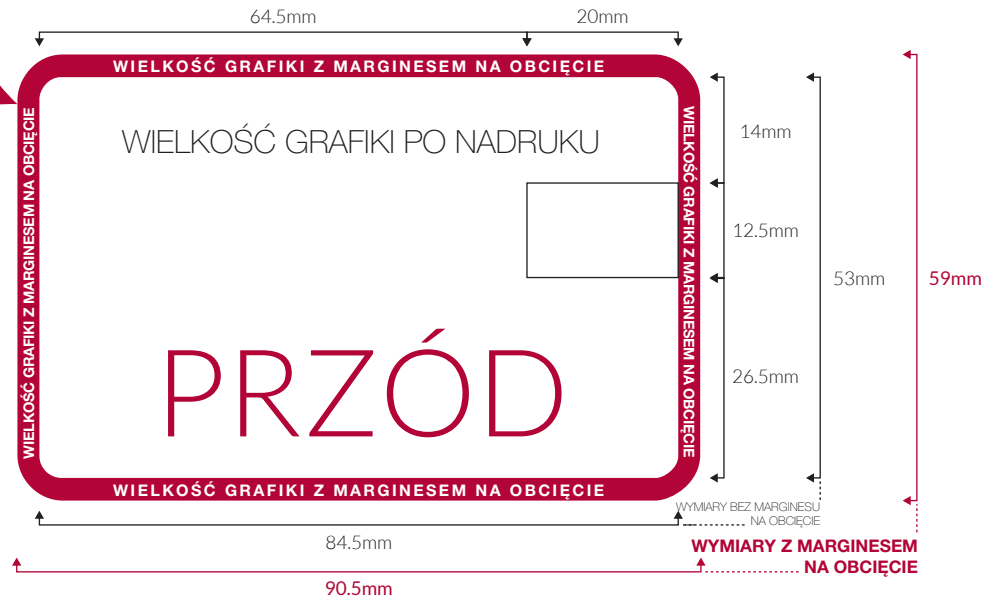 64.5mm
20mm
WIELKOŚĆ GRAFIKI Z MARGINESEM NA OBCIĘCIE
WIELKOŚĆ GRAFIKI Z MARGINESEM NA OBCIĘCIE
WIELKOŚĆ GRAFIKI PO NADRUKU
WIELKOŚĆ GRAFIKI Z MARGINESEM NA OBCIĘCIE
14mm
12.5mm
53mm
59mm
PRZÓD
26.5mm
WIELKOŚĆ GRAFIKI Z MARGINESEM NA OBCIĘCIE
WYMIARY BEZ MARGINESU
NA OBCIĘCIE
84.5mm
WYMIARY Z MARGINESEM
NA OBCIĘCIE
90.5mm